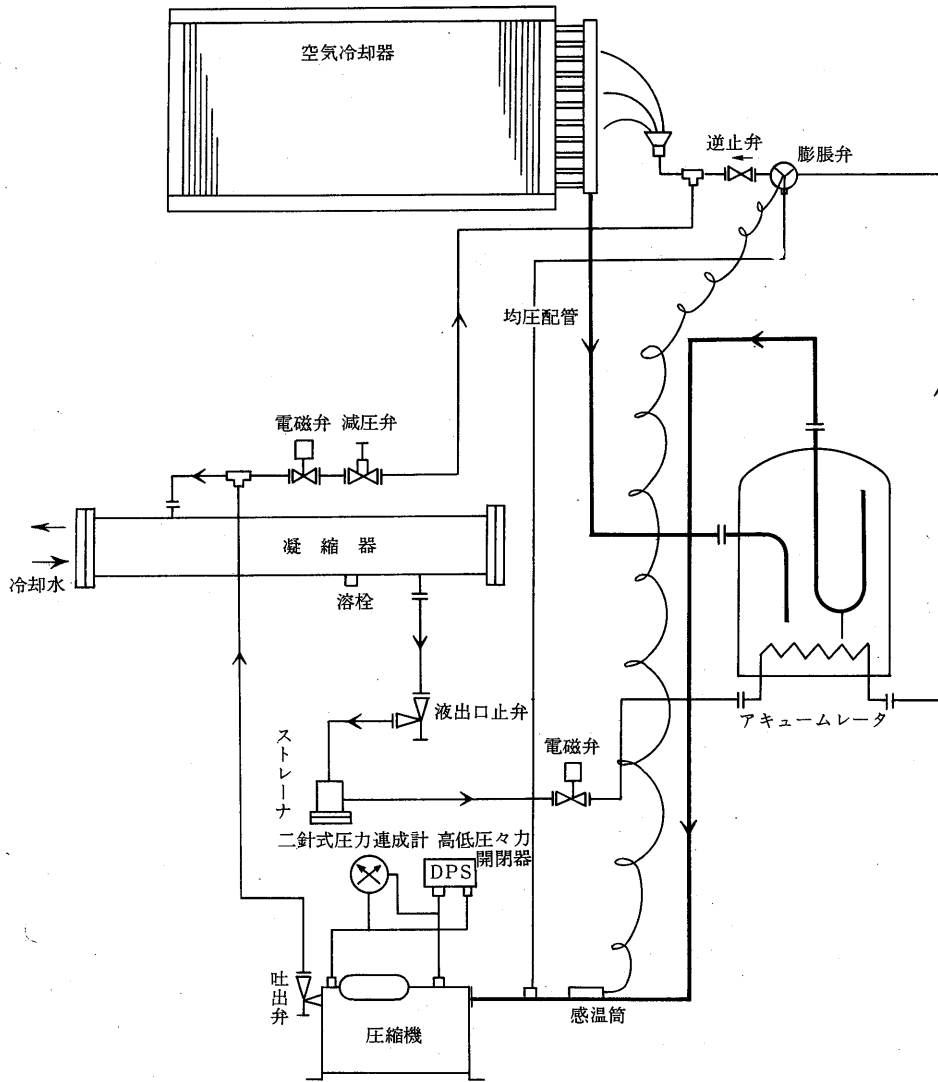 空気冷却器
逆止弁
膨脹弁
均圧配管
電磁弁 減圧弁
凝縮器
冷却水
溶栓
液出口止弁
アキュームレータ
ストレーナ
電磁弁
二針式圧力連成計
高低圧々力
開閉器
DPS
吐出弁
圧縮機
感温筒